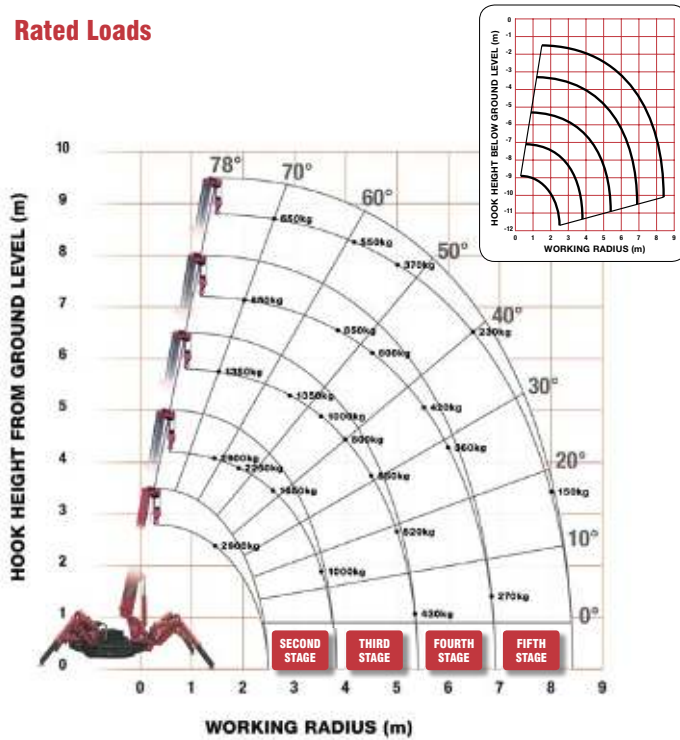 Rated Loads
HOOK HEIGHT BELOW GROUND LEVEL (m)
0
-1
-2
-3
-4
-5
-6
-7
-8
-9
-10
-11
-12
0 1 2 3 4 5 6 7 8 9
WORKING RADIUS (m)
HOOK HEIGHT FROM GROUND LEVEL (m)
10
9
8
7
6
5
4
3
2
1
0
78°
70°
60°
50°
40°
30°
20°
10°
0°
650kg
550kg
370kg
230kg
150kg
850kg
600kg
420kg
360kg
270kg
1350kg
1350kg
1000kg
800kg
520kg
430kg
2900kg
2250kg
1000kg
2900kg
SECOND STAGE
THIRD STAGE
FOURTH STAGE
FIFTH STAGE
0 1 2 3 4 5 6 7 8 9
WORKING RADIUS (m)